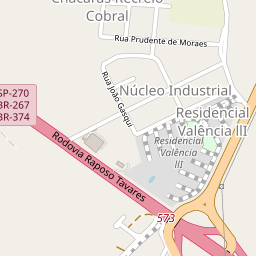 Chácaras Recreio
Cobral
Rua Prudente de Moraes
Rua João Gasqui
Núcleo Industrial
SP-270
BR-267
BR-374
Residencial
Valência III
Residencial
Valência
III
Rodovia Raposo Tavares
573